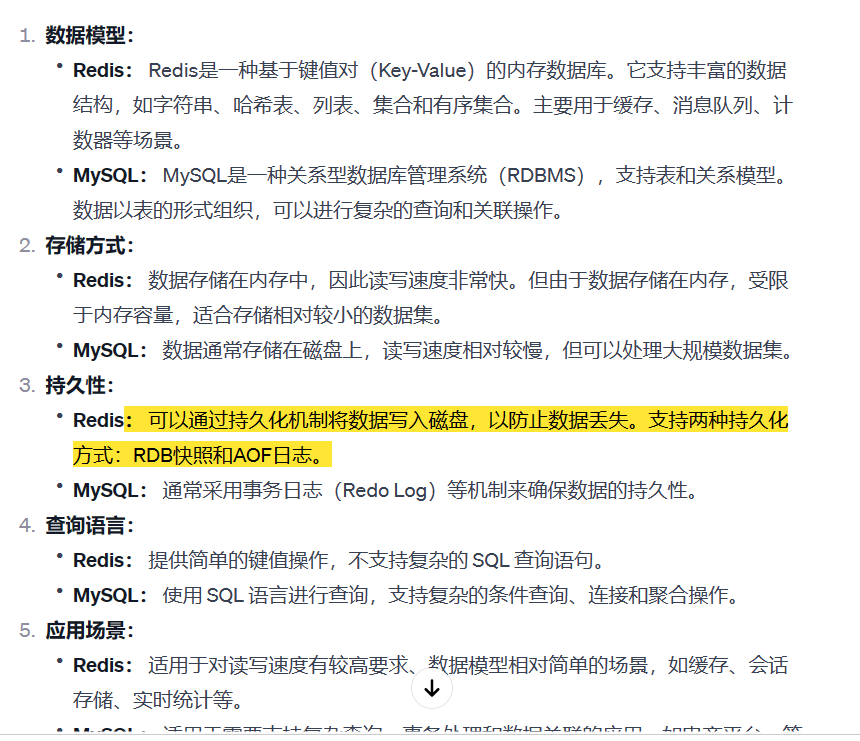 1. 数据模型：
• Redis： Redis是一种基于键值对（Key-Value）的内存数据库。它支持丰富的数据
结构，如字符串、哈希表、列表、集合和有序集合。主要用于缓存、消息队列、计
数器等场景。
• MySQL： MySQL是一种关系型数据库管理系统（RDBMS），支持表和关系模型。
数据以表的形式组织，可以进行复杂的查询和关联操作。
2. 存储方式：
• Redis： 数据存储在内存中，因此读写速度非常快。但由于数据存储在内存，受限
于内存容量，适合存储相对较小的数据集。
• MySQL： 数据通常存储在磁盘上，读写速度相对较慢，但可以处理大规模数据集。
3. 持久性：
• Redis： 可以通过持久化机制将数据写入磁盘，以防止数据丢失。支持两种持久化
方式：RDB快照和AOF日志。
• MySQL： 通常采用事务日志（Redo Log）等机制来确保数据的持久性。
4. 查询语言：
• Redis： 提供简单的键值操作，不支持复杂的 SQL 查询语句。
• MySQL： 使用 SQL 语言进行查询，支持复杂的条件查询、连接和聚合操作。
5. 应用场景：
• Redis： 适用于对读写速度有较高要求、数据模型相对简单的场景，如缓存、会话
存储、实时统计等。